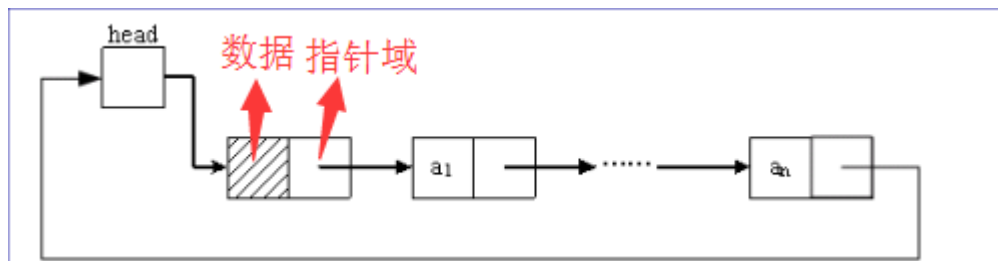 head
数据 指针域
a1
......
an